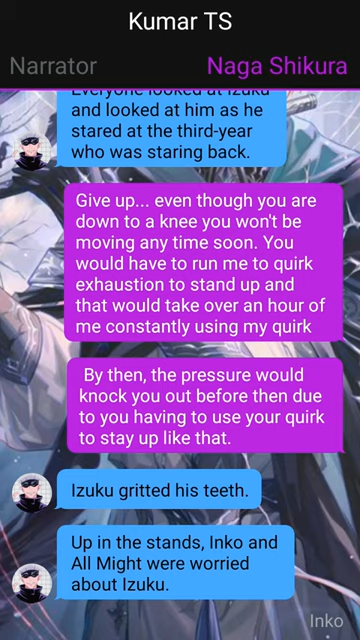 Kumar TS
Narrator
Naga Shikura
Everyone looked at Izuku
and looked at him as he
stared at the third-year
who was staring back.
Give up... even though you are
down to a knee you won't be
moving any time soon. You
would have to run me to quirk
exhaustion to stand up and
that would take over an hour of
me constantly using my quirk
By then, the pressure would
knock you out before then due
to you having to use your quirk
to stay up like that.
Izuku gritted his teeth.
Up in the stands, Inko and
All Might were worried
about Izuku.
Inko